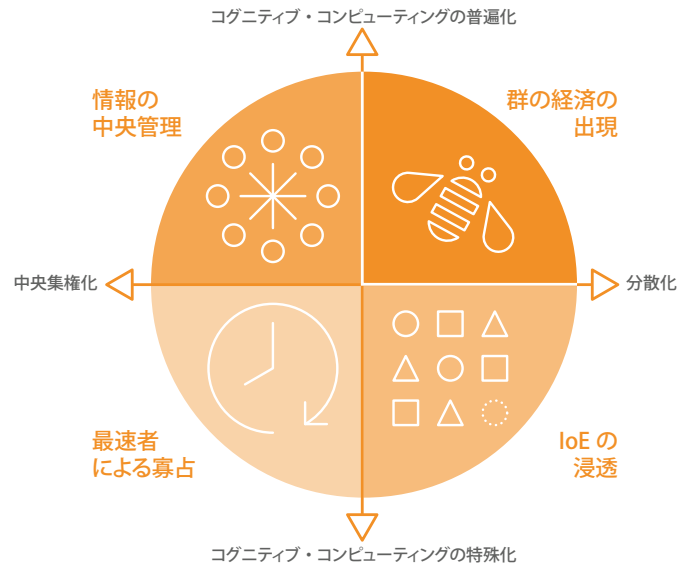 コグニティブ・コンピューティングの普遍化
情報の
中央管理
群の経済の
出現
中央集権化
分散化
最速者
による寡占
IoE の
浸透
コグニティブ・コンピューティングの特殊化